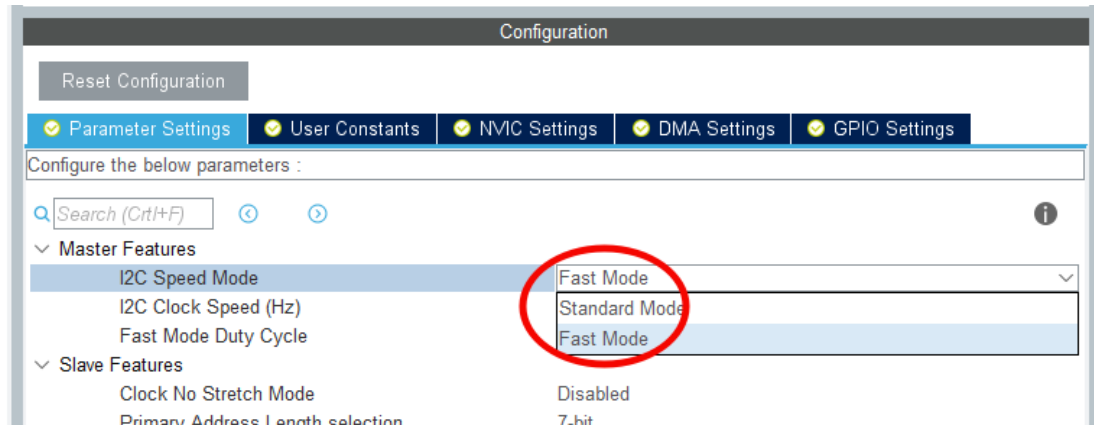 Configuration
Reset Configuration
Parameter Settings User Constants NVIC Settings DMA Settings GPIO Settings
Configure the below parameters :
Search (Crtl+F)
Master Features
I2C Speed Mode Fast Mode
I2C Clock Speed (Hz) Standard Mode
Fast Mode Duty Cycle Fast Mode
Slave Features
Clock No Stretch Mode Disabled
Primary Address Length selection 7-bit